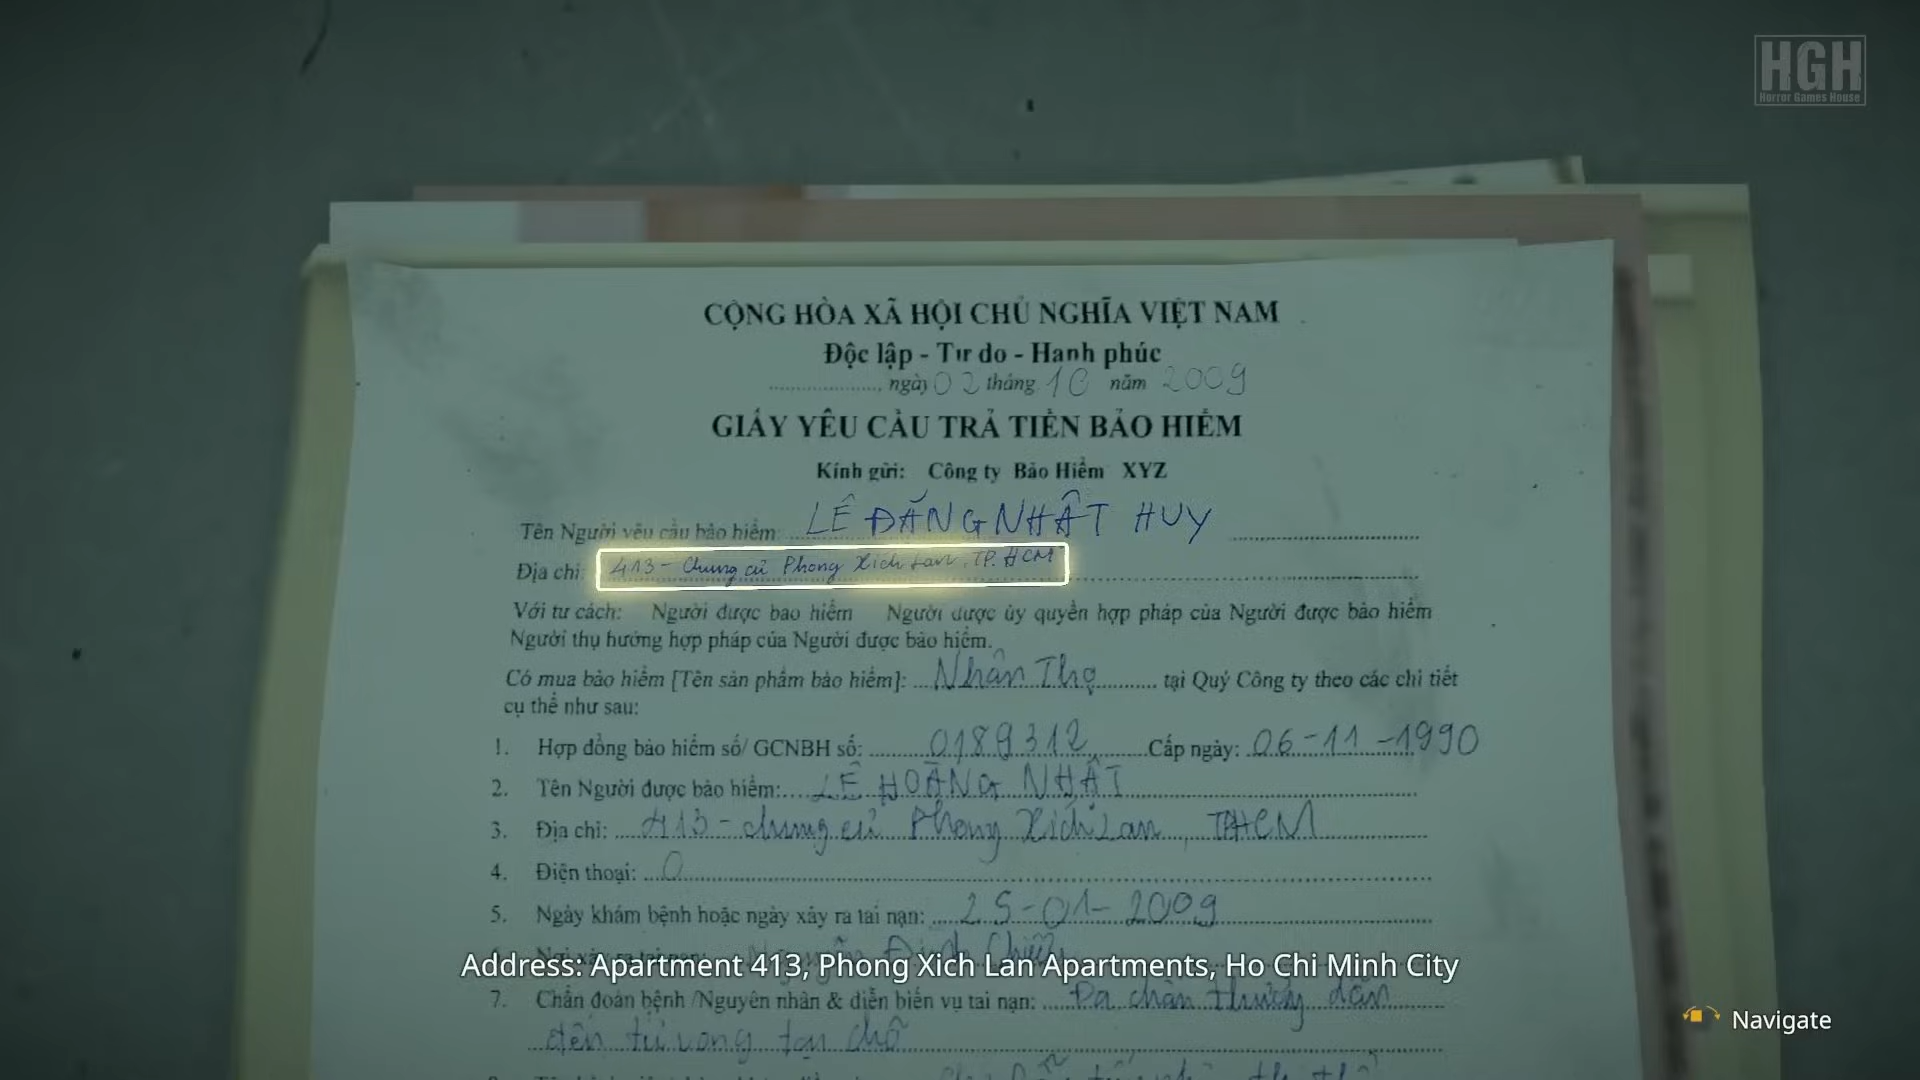 HGH
Horror Games House
CỘNG HÒA XÃ HỘI CHỦ NGHĨA VIỆT NAM
Độc lập - Tự do - Hạnh phúc
................, ngày 02 tháng 10 năm 2009
GIẤY YÊU CẦU TRẢ TIỀN BẢO HIỂM
Kính gửi: Công ty Bảo Hiểm XYZ
Tên Người yêu cầu bảo hiểm: LÊ ĐẶNG NHẬT HUY
Địa chỉ: 413 - Chung cư Phong Xích Lan, TP. HCM
Với tư cách: Người được bảo hiểm Người được ủy quyền hợp pháp của Người được bảo hiểm
Người thụ hưởng hợp pháp của Người được bảo hiểm.
Có mua bảo hiểm [Tên sản phẩm bảo hiểm]: Nhân Thọ tại Quý Công ty theo các chi tiết
cụ thể như sau:
1. Hợp đồng bảo hiểm số/ GCNBH số: 0189312 Cấp ngày: 06-11-1990
2. Tên Người được bảo hiểm: LÊ HOÀNG NHẬT
3. Địa chỉ: 413 - chung cư Phong Xích Lan, TPHCM
4. Điện thoại: 0
5. Ngày khám bệnh hoặc ngày xảy ra tai nạn: 25-01-2009
Address: Apartment 413, Phong Xich Lan Apartments, Ho Chi Minh City
7. Chẩn đoán bệnh /Nguyên nhân & diễn biến vụ tai nạn: Đa chấn thương dẫn
đến tử vong tại chỗ
Navigate